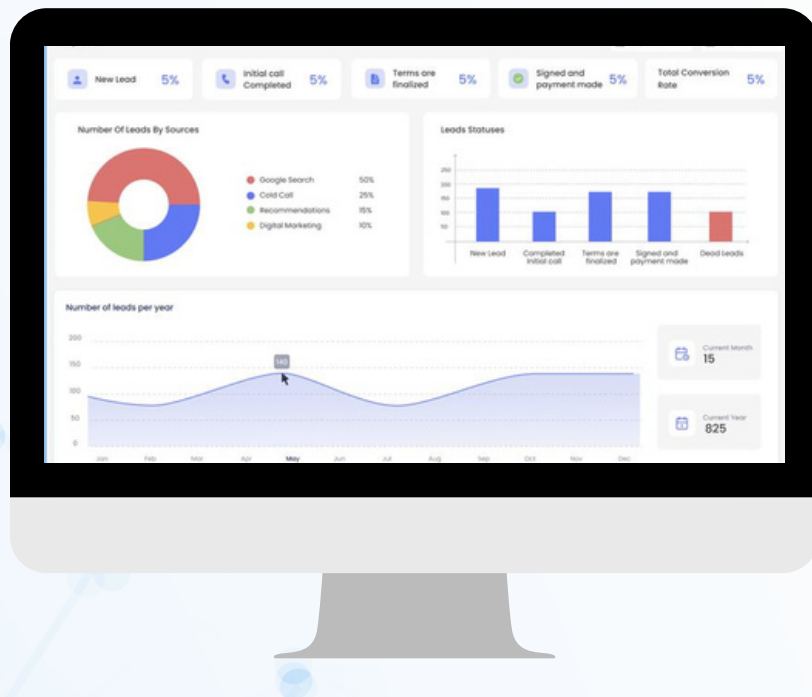 New Lead 5%
Initial call
Completed 5%
Terms are
finalized 5%
Signed and
payment made 5%
Total Conversion
Rate 5%
Number Of Leads By Sources
Google Search 50%
Cold Call 25%
Recommendations 15%
Digital Marketing 10%
Leads Statuses
250
200
150
100
50
New Lead
Completed
Initial call
Terms are
finalized
Signed and
payment made
Dead Leads
Number of leads per year
200
150
100
50
0
140
Jan Feb Mar Apr May Jun Jul Aug Sep Oct Nov Dec
Current Month
15
Current Year
825